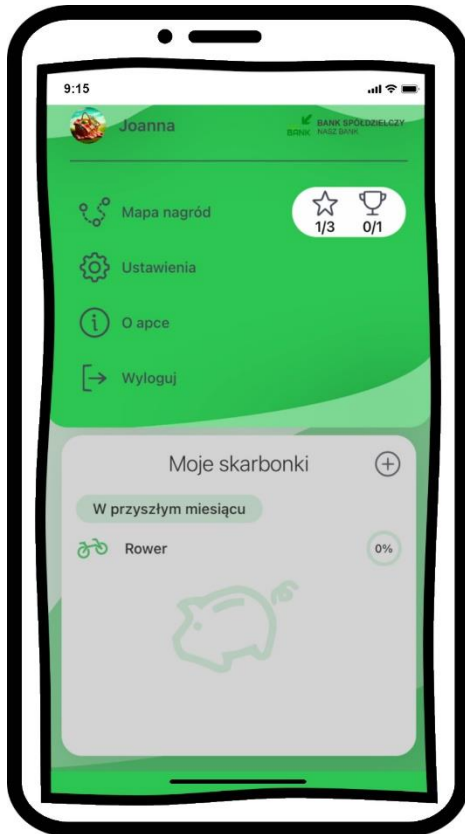 9:15
Joanna
BANK
BANK SPÓŁDZIELCZY
NASZ BANK
Mapa nagród
1/3 0/1
Ustawienia
O apce
Wyloguj
Moje skarbonki
W przyszłym miesiącu
Rower 0%